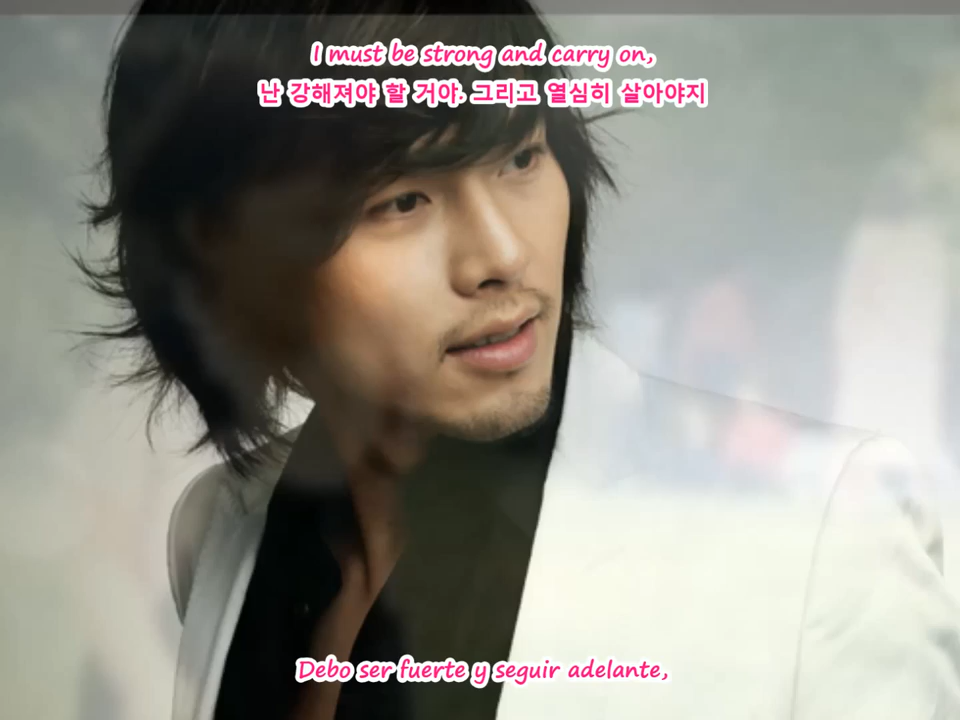 I must be strong and carry on,
난 강해져야 할 거야. 그리고 열심히 살아야지
Debo ser fuerte y seguir adelante,